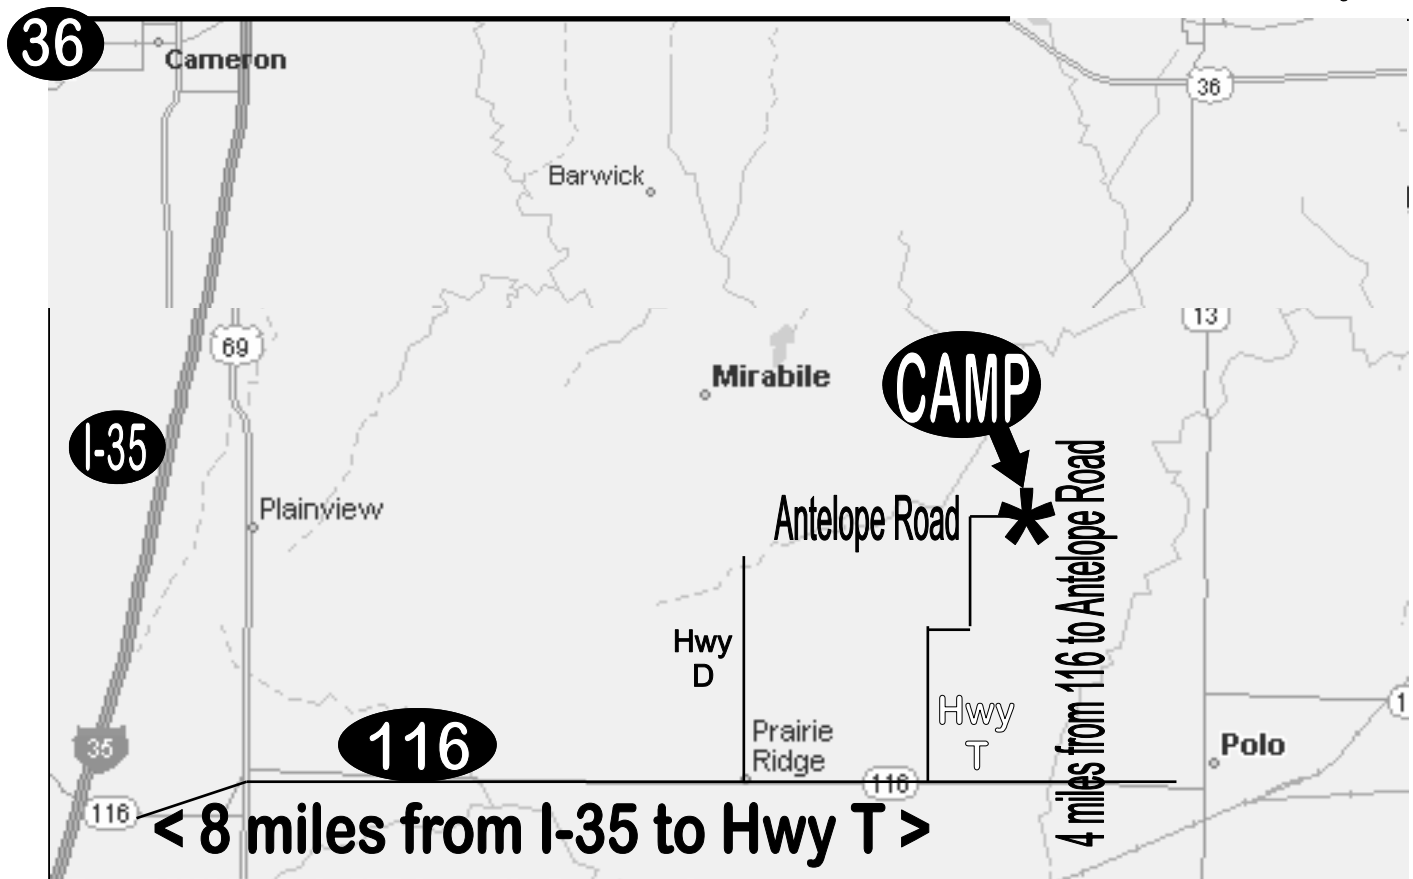 36
Cameron
36
Barwick
13
69
Mirabile
CAMP
I-35
Plainview
Antelope Road
4 miles from 116 to Antelope Road
Hwy
D
Hwy
T
116
Prairie
Ridge
Polo
35
116
116
< 8 miles from I-35 to Hwy T >